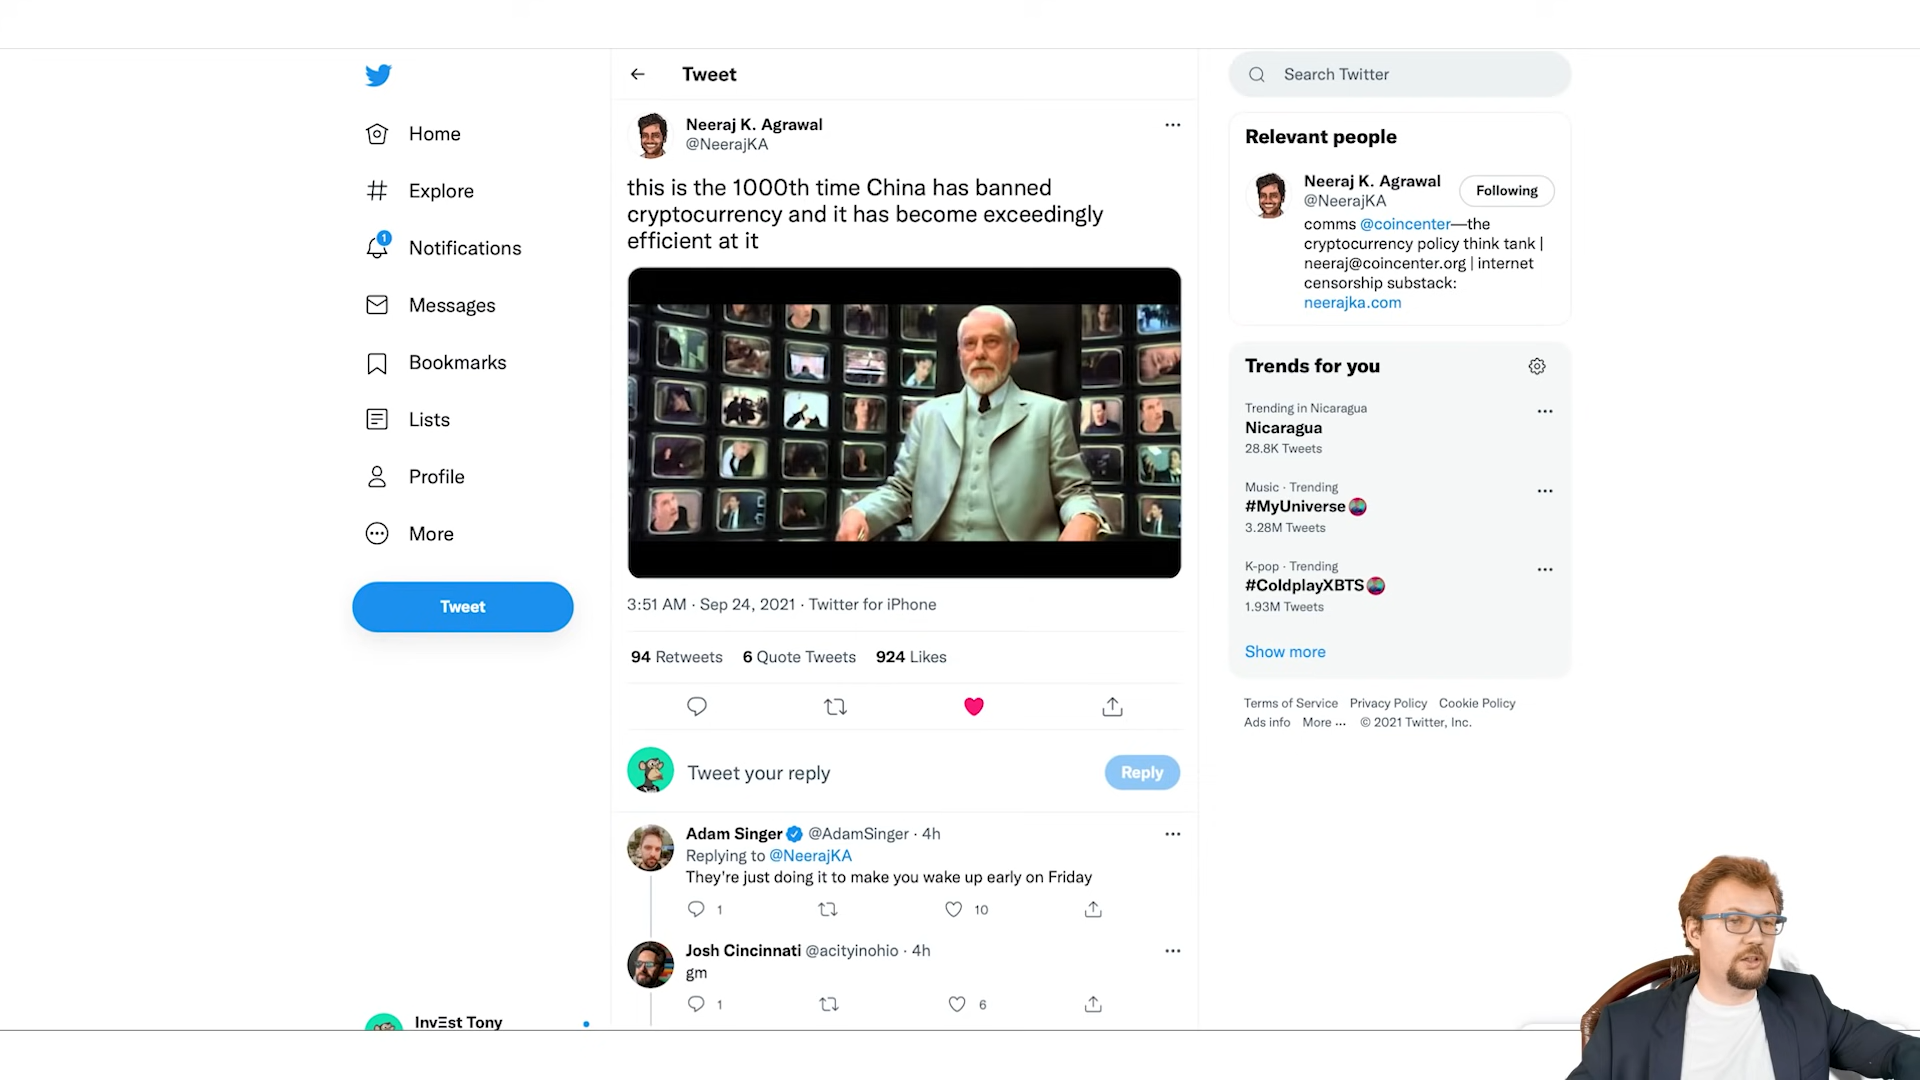 Home
Explore
1
Notifications
Messages
Bookmarks
Lists
Profile
More
Tweet
InvΞst Tony
Tweet
Neeraj K. Agrawal
@NeerajKA
this is the 1000th time China has banned
cryptocurrency and it has become exceedingly
efficient at it
3:51 AM · Sep 24, 2021 · Twitter for iPhone
94 Retweets 6 Quote Tweets 924 Likes
Tweet your reply
Reply
Adam Singer @AdamSinger · 4h
Replying to @NeerajKA
They're just doing it to make you wake up early on Friday
1 10
Josh Cincinnati @acityinohio · 4h
gm
1 6
Search Twitter
Relevant people
Neeraj K. Agrawal
@NeerajKA
Following
comms @coincenter—the
cryptocurrency policy think tank |
neeraj@coincenter.org | internet
censorship substack:
neerajka.com
Trends for you
Trending in Nicaragua
Nicaragua
28.8K Tweets
Music · Trending
#MyUniverse
3.28M Tweets
K-pop · Trending
#ColdplayXBTS
1.93M Tweets
Show more
Terms of Service Privacy Policy Cookie Policy
Ads info More ··· © 2021 Twitter, Inc.